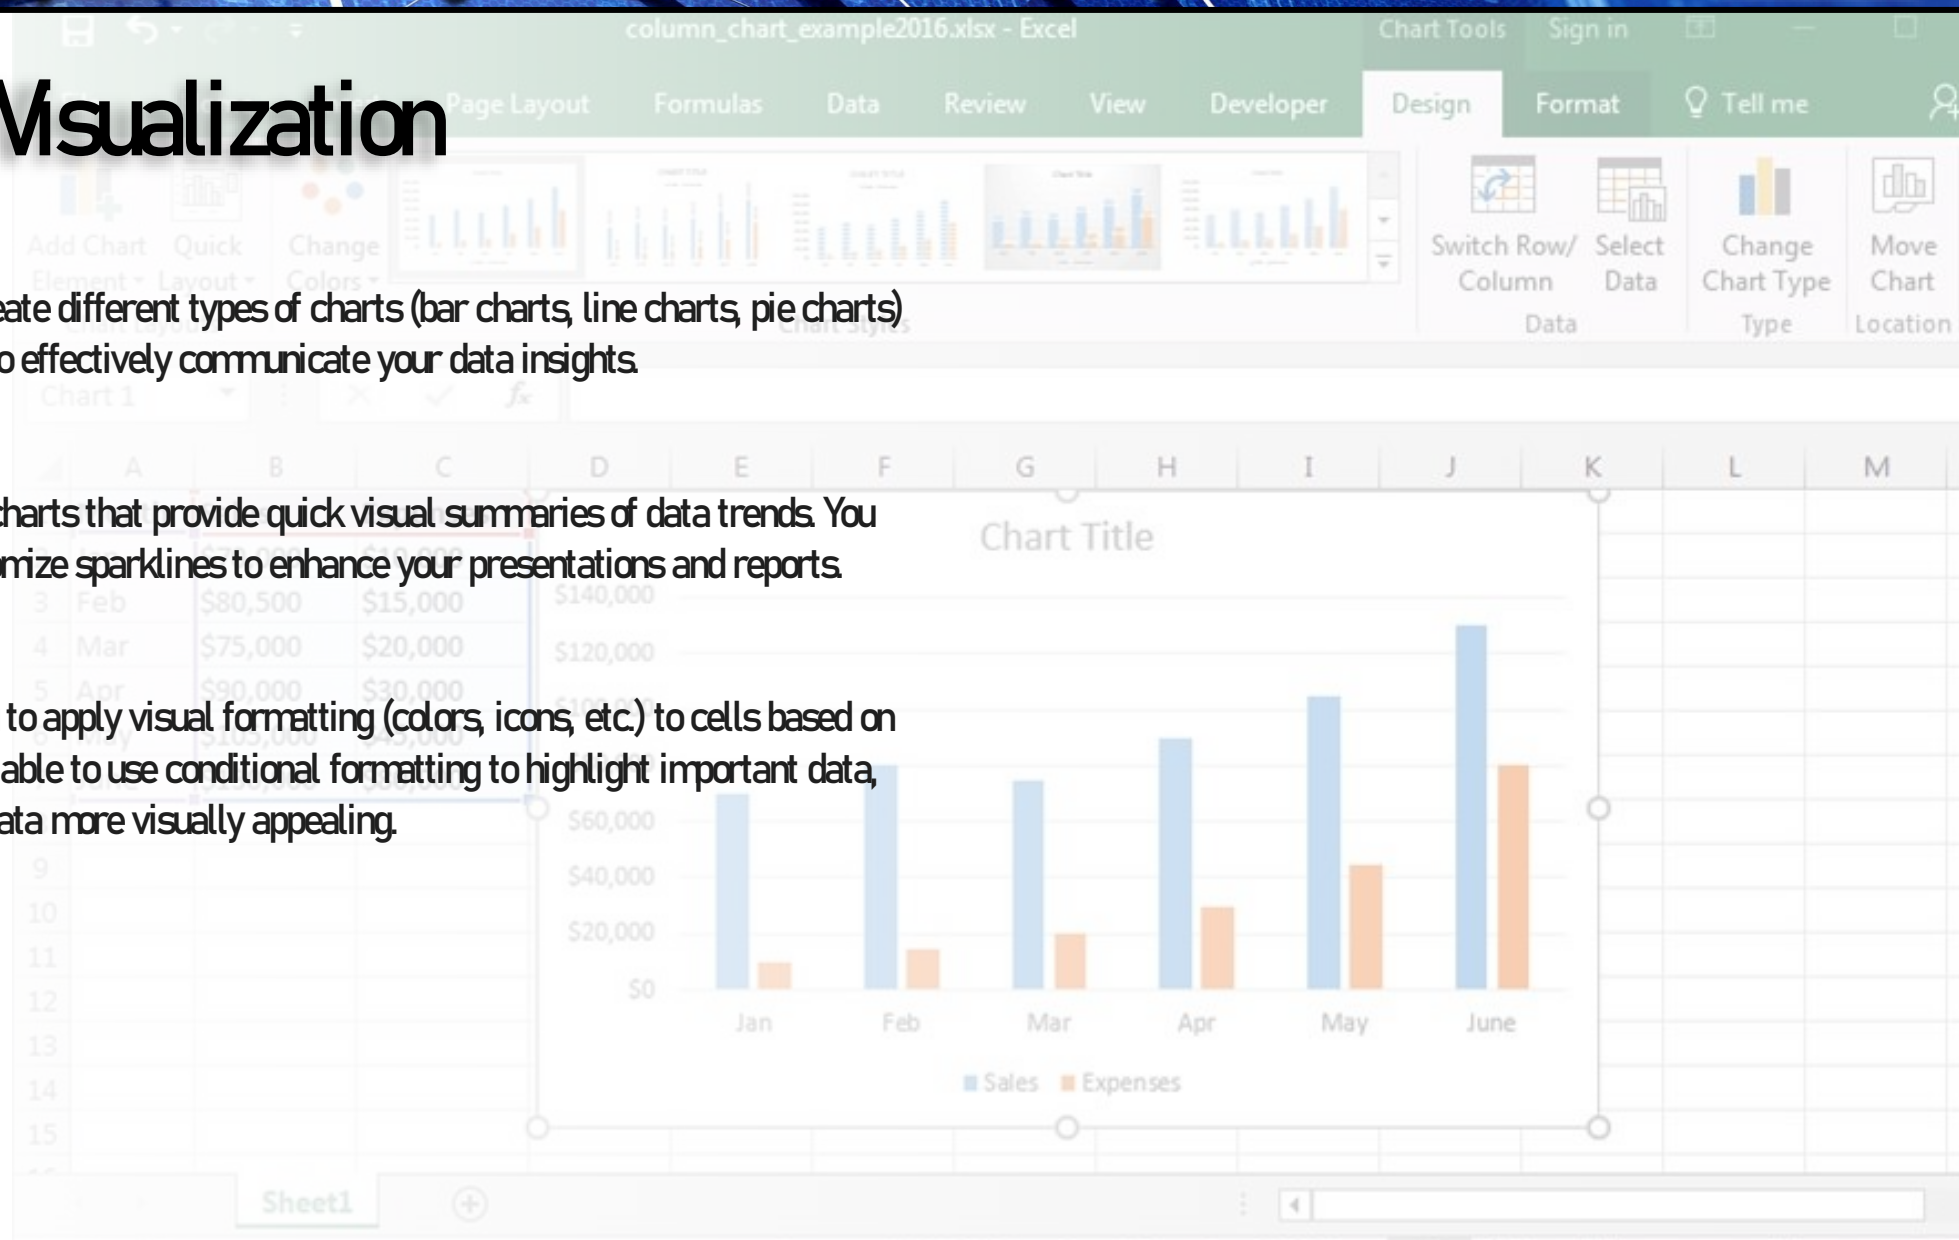 column_chart_example2016.xlsx - Excel
Chart Tools
Sign in
Visualization
Page Layout
Formulas
Data
Review
View
Developer
Design
Format
Tell me
Add Chart Element
Quick Layout
Change Colors
Switch Row/ Column
Select Data
Change Chart Type
Move Chart
Chart Styles
Data
Type
Location
eate different types of charts (bar charts, line charts, pie charts)
o effectively communicate your data insights.
Chart 1
fx
A B C D E F G H I J K L M
charts that provide quick visual summaries of data trends. You
omize sparklines to enhance your presentations and reports.
3 Feb $80,500 $15,000
4 Mar $75,000 $20,000
5 Apr $90,000 $30,000
to apply visual formatting (colors, icons, etc.) to cells based on
able to use conditional formatting to highlight important data,
ata more visually appealing.
9
10
11
12
13
14
15
Chart Title
$140,000
$120,000
$60,000
$40,000
$20,000
$0
Jan Feb Mar Apr May June
Sales Expenses
Sheet1